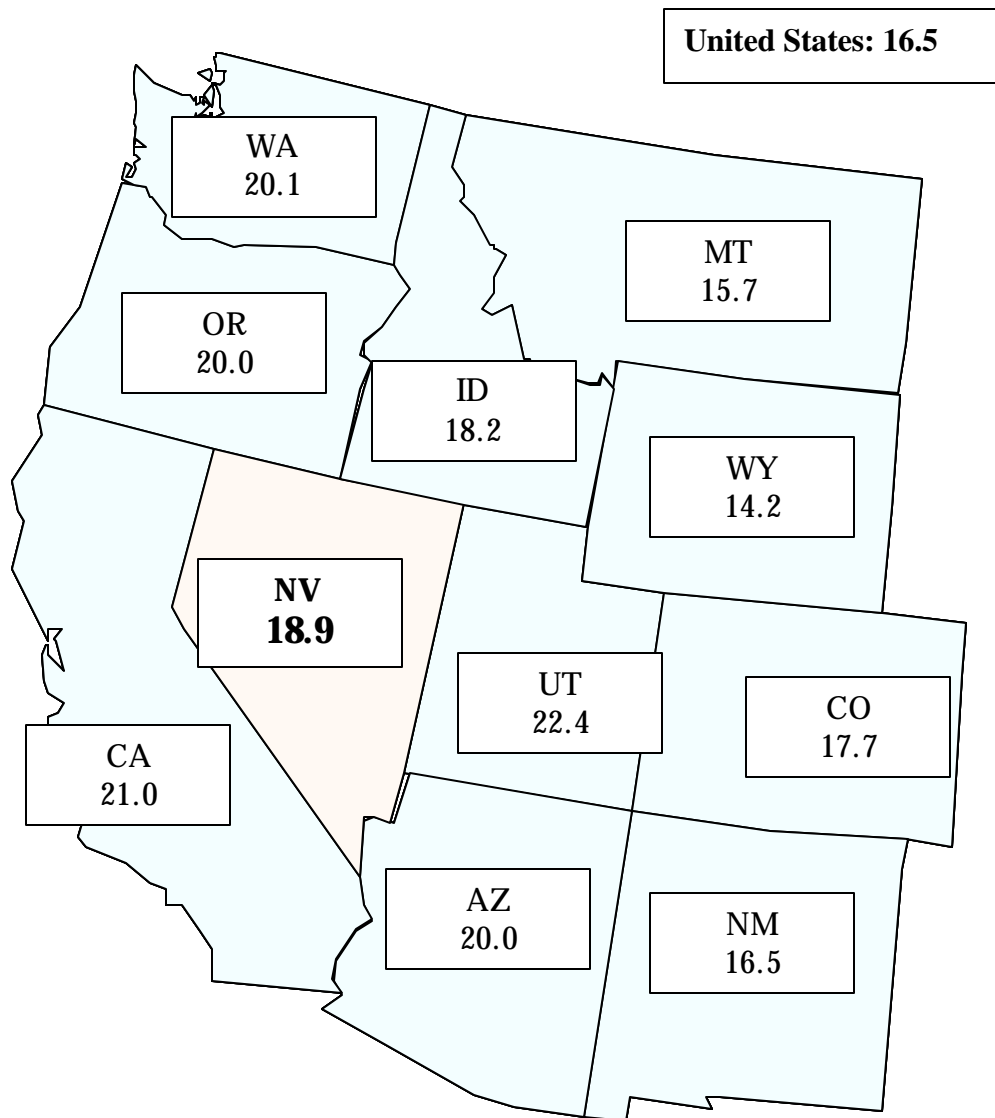 United States: 16.5
WA
20.1
MT
15.7
OR
20.0
ID
18.2
WY
14.2
NV
18.9
UT
22.4
CO
17.7
CA
21.0
AZ
20.0
NM
16.5